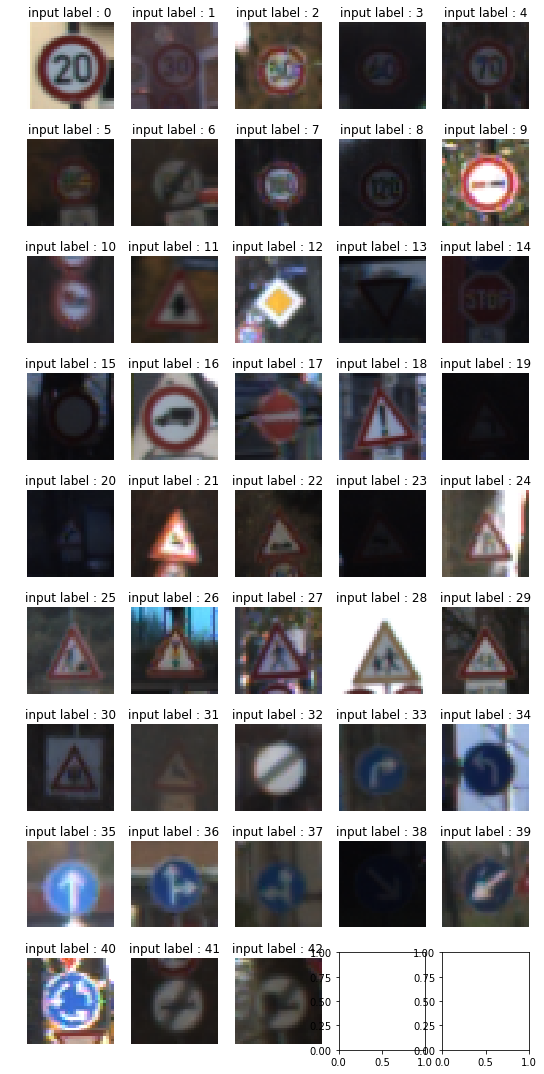 input label : 0 input label : 1 input label : 2 input label : 3 input label : 4
20 30 60 70
input label : 5 input label : 6 input label : 7 input label : 8 input label : 9
120
input label : 10 input label : 11 input label : 12 input label : 13 input label : 14
STOP
input label : 15 input label : 16 input label : 17 input label : 18 input label : 19
input label : 20 input label : 21 input label : 22 input label : 23 input label : 24
input label : 25 input label : 26 input label : 27 input label : 28 input label : 29
input label : 30 input label : 31 input label : 32 input label : 33 input label : 34
input label : 35 input label : 36 input label : 37 input label : 38 input label : 39
input label : 40 input label : 41 input label : 42
1.00 1.00
0.75 0.75
0.50 0.50
0.25 0.25
0.00 0.00
0.0 0.5 1.0 0.0 0.5 1.0